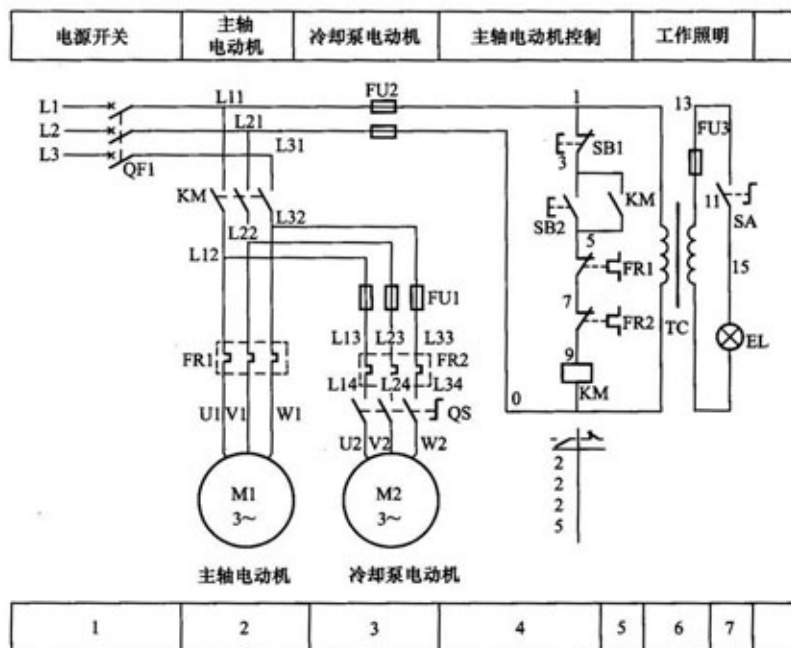 电源开关 主轴电动机 冷却泵电动机 主轴电动机控制 工作照明
L1 L11 FU2 1 13
L2 L21 FU3
L3 QF1 L31 3 SB1
KM L32 SB2 KM 11 SA
L22 5
L12 FR1 15
FU1 7
L13 L23 L33 FR2 TC EL
FR1 FR2 9
L14 L24 L34 0 KM
U1 V1 W1 QS
U2 V2 W2 2
M1 M2 2
3～ 3～ 2
5
主轴电动机 冷却泵电动机
1 2 3 4 5 6 7